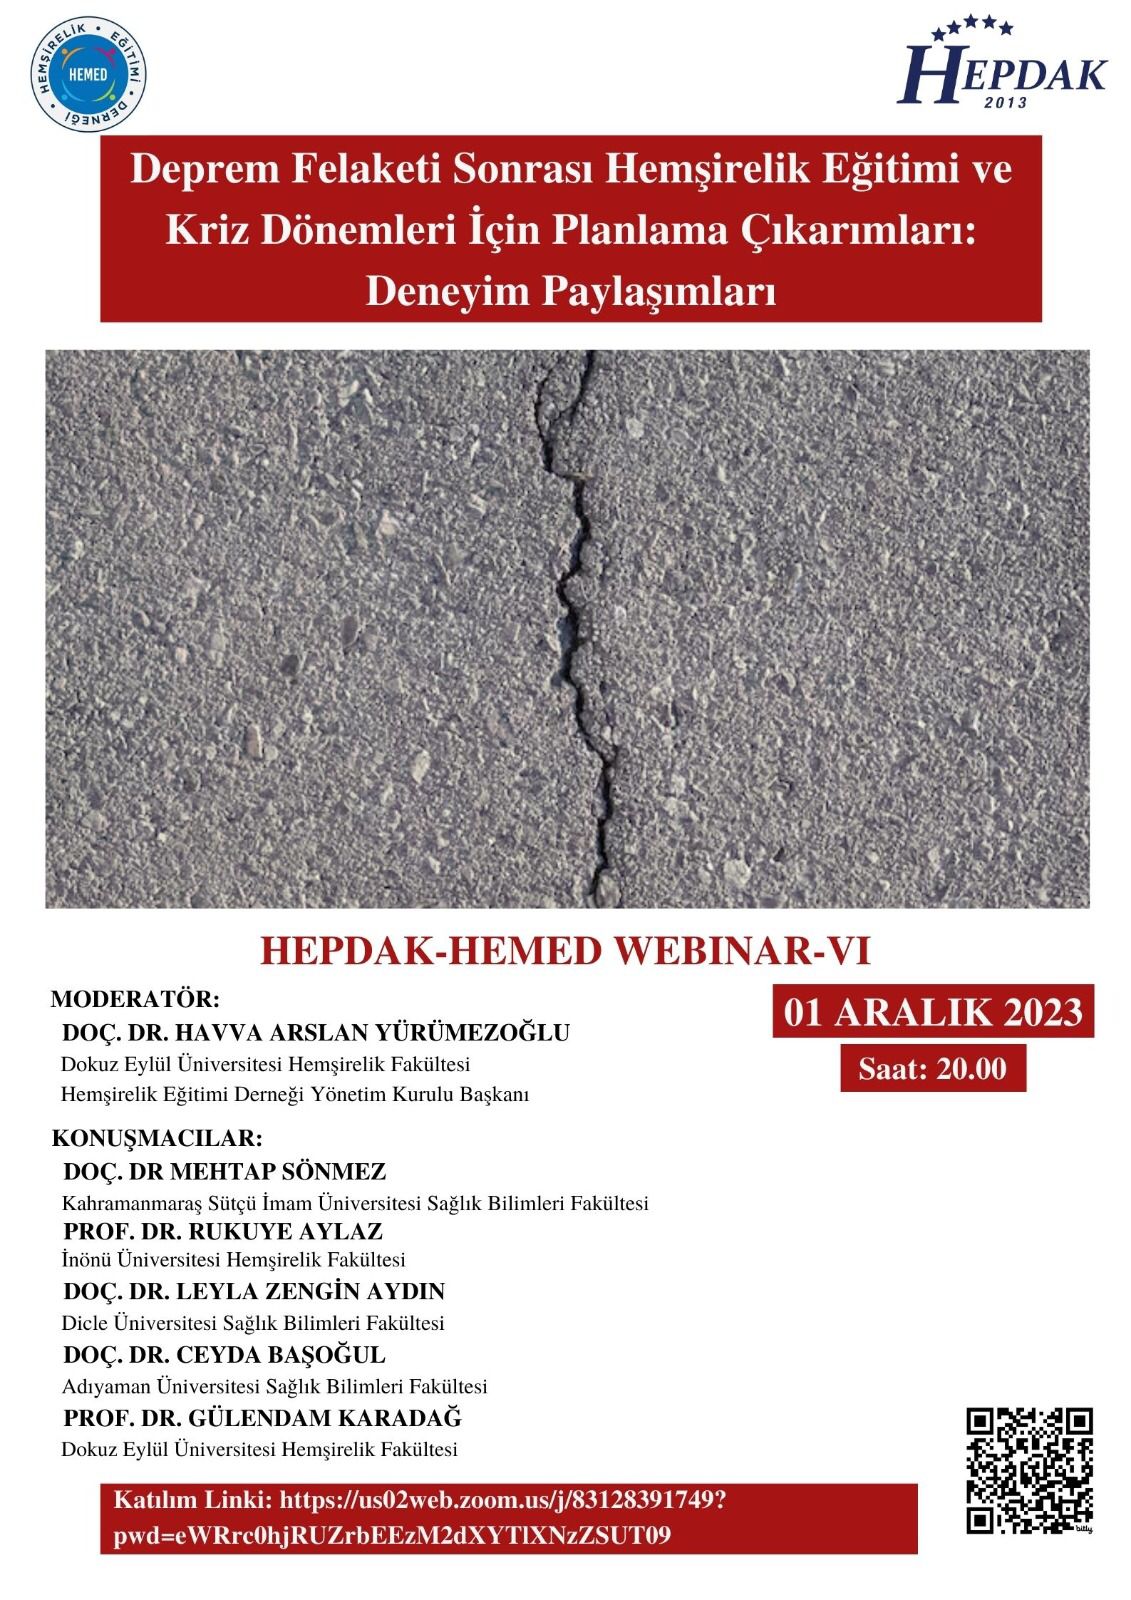 HEMŞİRELİK • EĞİTİMİ • DERNEĞİ •
HEMED
HEPDAK
2013
Deprem Felaketi Sonrası Hemşirelik Eğitimi ve
Kriz Dönemleri İçin Planlama Çıkarımları:
Deneyim Paylaşımları
HEPDAK-HEMED WEBINAR-VI
MODERATÖR:
DOÇ. DR. HAVVA ARSLAN YÜRÜMEZOĞLU
Dokuz Eylül Üniversitesi Hemşirelik Fakültesi
Hemşirelik Eğitimi Derneği Yönetim Kurulu Başkanı
01 ARALIK 2023
Saat: 20.00
KONUŞMACILAR:
DOÇ. DR MEHTAP SÖNMEZ
Kahramanmaraş Sütçü İmam Üniversitesi Sağlık Bilimleri Fakültesi
PROF. DR. RUKUYE AYLAZ
İnönü Üniversitesi Hemşirelik Fakültesi
DOÇ. DR. LEYLA ZENGİN AYDIN
Dicle Üniversitesi Sağlık Bilimleri Fakültesi
DOÇ. DR. CEYDA BAŞOĞUL
Adıyaman Üniversitesi Sağlık Bilimleri Fakültesi
PROF. DR. GÜLENDAM KARADAĞ
Dokuz Eylül Üniversitesi Hemşirelik Fakültesi
Katılım Linki: https://us02web.zoom.us/j/83128391749?
pwd=eWRrc0hjRUZrbEEzM2dXYTlXNzZSUT09
bitly